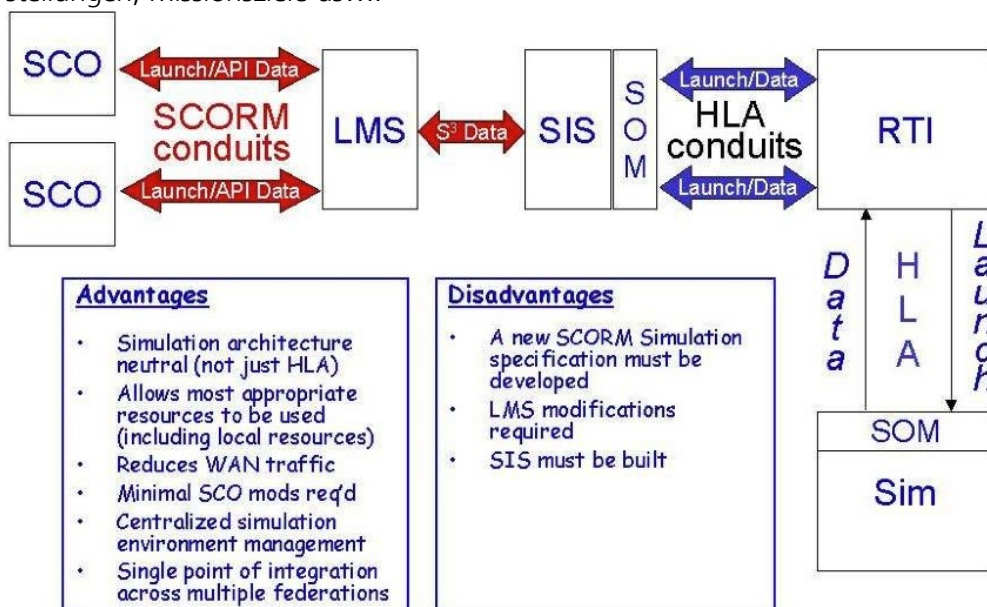 stellungen, Missionsziele usw..
SCO
Launch/API Data
SCORM
conduits
Launch/API Data
SCO
LMS
S³ Data
SIS
S
O
M
Launch/Data
HLA
conduits
Launch/Data
RTI
D
a
t
a
H
L
A
L
a
u
n
c
h
SOM
Sim
Advantages
• Simulation architecture
neutral (not just HLA)
• Allows most appropriate
resources to be used
(including local resources)
• Reduces WAN traffic
• Minimal SCO mods req'd
• Centralized simulation
environment management
• Single point of integration
across multiple federations
Disadvantages
• A new SCORM Simulation
specification must be
developed
• LMS modifications
required
• SIS must be built